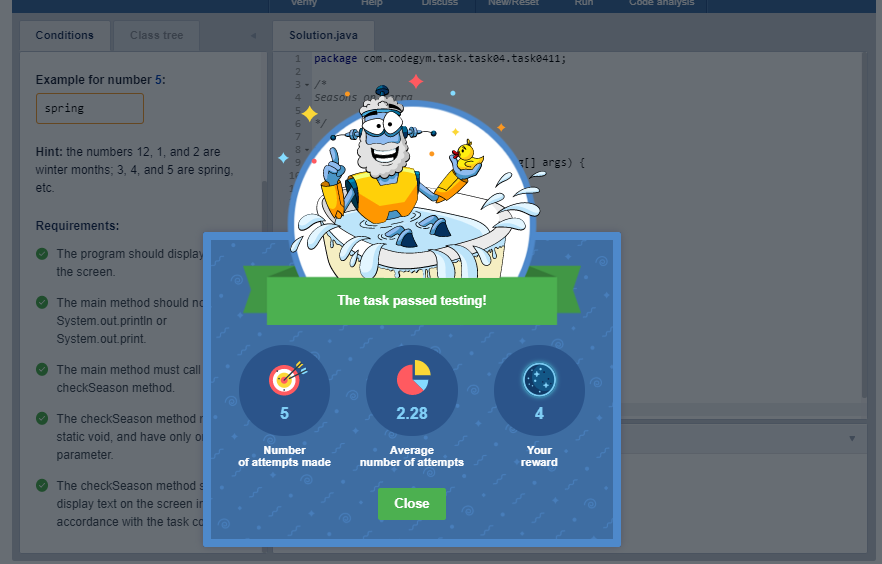 Verify Help Discuss New/Reset Run Code analysis
Conditions
Class tree
Solution.java
Example for number 5:
spring
Hint: the numbers 12, 1, and 2 are
winter months; 3, 4, and 5 are spring,
etc.
Requirements:
The program should display
the screen.
The main method should
System.out.println or
System.out.print.
The main method must call
checkSeason method.
The checkSeason method
static void, and have only
parameter.
The checkSeason method
display text on the screen in
accordance with the task
1 package com.codegym.task.task04.task0411;
2
3 /*
4 Seasons on
5
6 */
7
8
9 args) {
The task passed testing!
5
Number
of attempts made
2.28
Average
number of attempts
4
Your
reward
Close